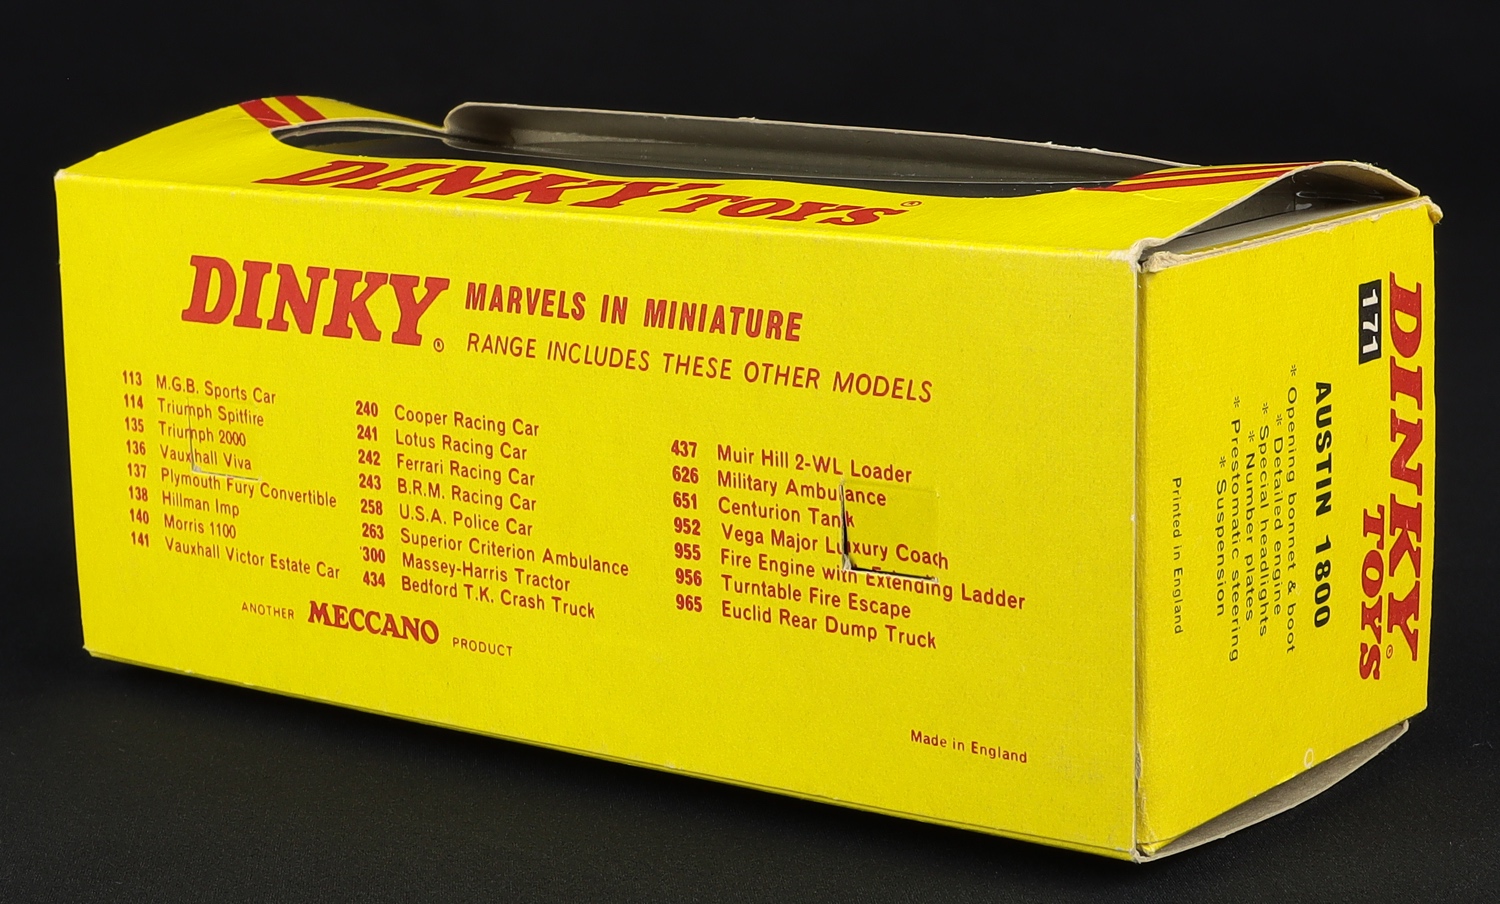 DINKY TOYS®
DINKY®
MARVELS IN MINIATURE
RANGE INCLUDES THESE OTHER MODELS
113 M.G.B. Sports Car
114 Triumph Spitfire
135 Triumph 2000
136 Vauxhall Viva
137 Plymouth Fury Convertible
138 Hillman Imp
140 Morris 1100
141 Vauxhall Victor Estate Car
240 Cooper Racing Car
241 Lotus Racing Car
242 Ferrari Racing Car
243 B.R.M. Racing Car
258 U.S.A. Police Car
263 Superior Criterion Ambulance
300 Massey-Harris Tractor
434 Bedford T.K. Crash Truck
437 Muir Hill 2-WL Loader
626 Military Ambulance
651 Centurion Tank
952 Vega Major Luxury Coach
955 Fire Engine with Extending Ladder
956 Turntable Fire Escape
965 Euclid Rear Dump Truck
ANOTHER MECCANO PRODUCT
Made in England
DINKY®
TOYS
171
AUSTIN 1800
* Opening bonnet & boot
* Detailed engine
* Special headlights
* Number plates
* Prestomatic steering
* Suspension
Printed in England